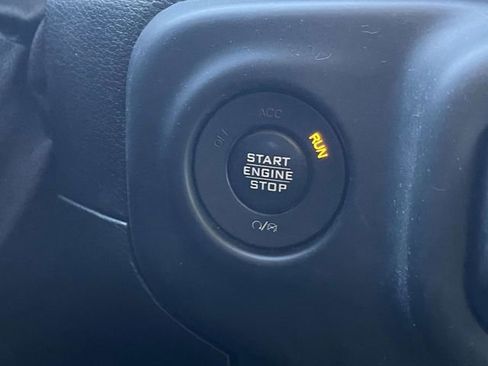 ACC
OFF
RUN
START
ENGINE
STOP